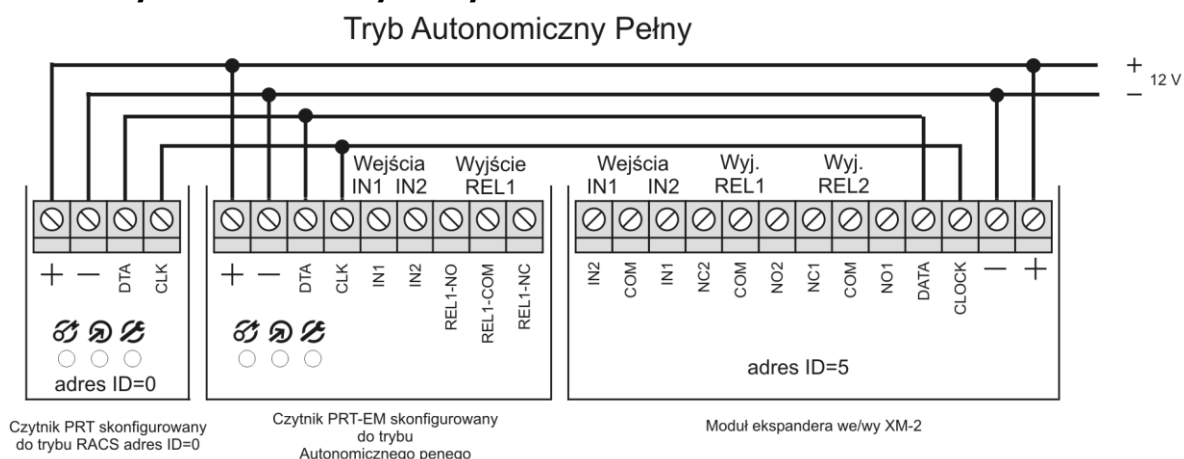 Tryb Autonomiczny Pełny
+
12 V
−
Wejścia
IN1 IN2
Wyjście
REL1
Wejścia
IN1 IN2
Wyj.
REL1
Wyj.
REL2
+ − DTA CLK
+ − DTA CLK IN1 IN2 REL1-NO REL1-COM REL1-NC
IN2 COM IN1 NC2 COM NO2 NC1 COM NO1 DATA CLOCK − +
adres ID=0
adres ID=5
Czytnik PRT skonfigurowany
do trybu RACS adres ID=0
Czytnik PRT-EM skonfigurowany
do trybu
Autonomicznego penego
Moduł ekspandera we/wy XM-2